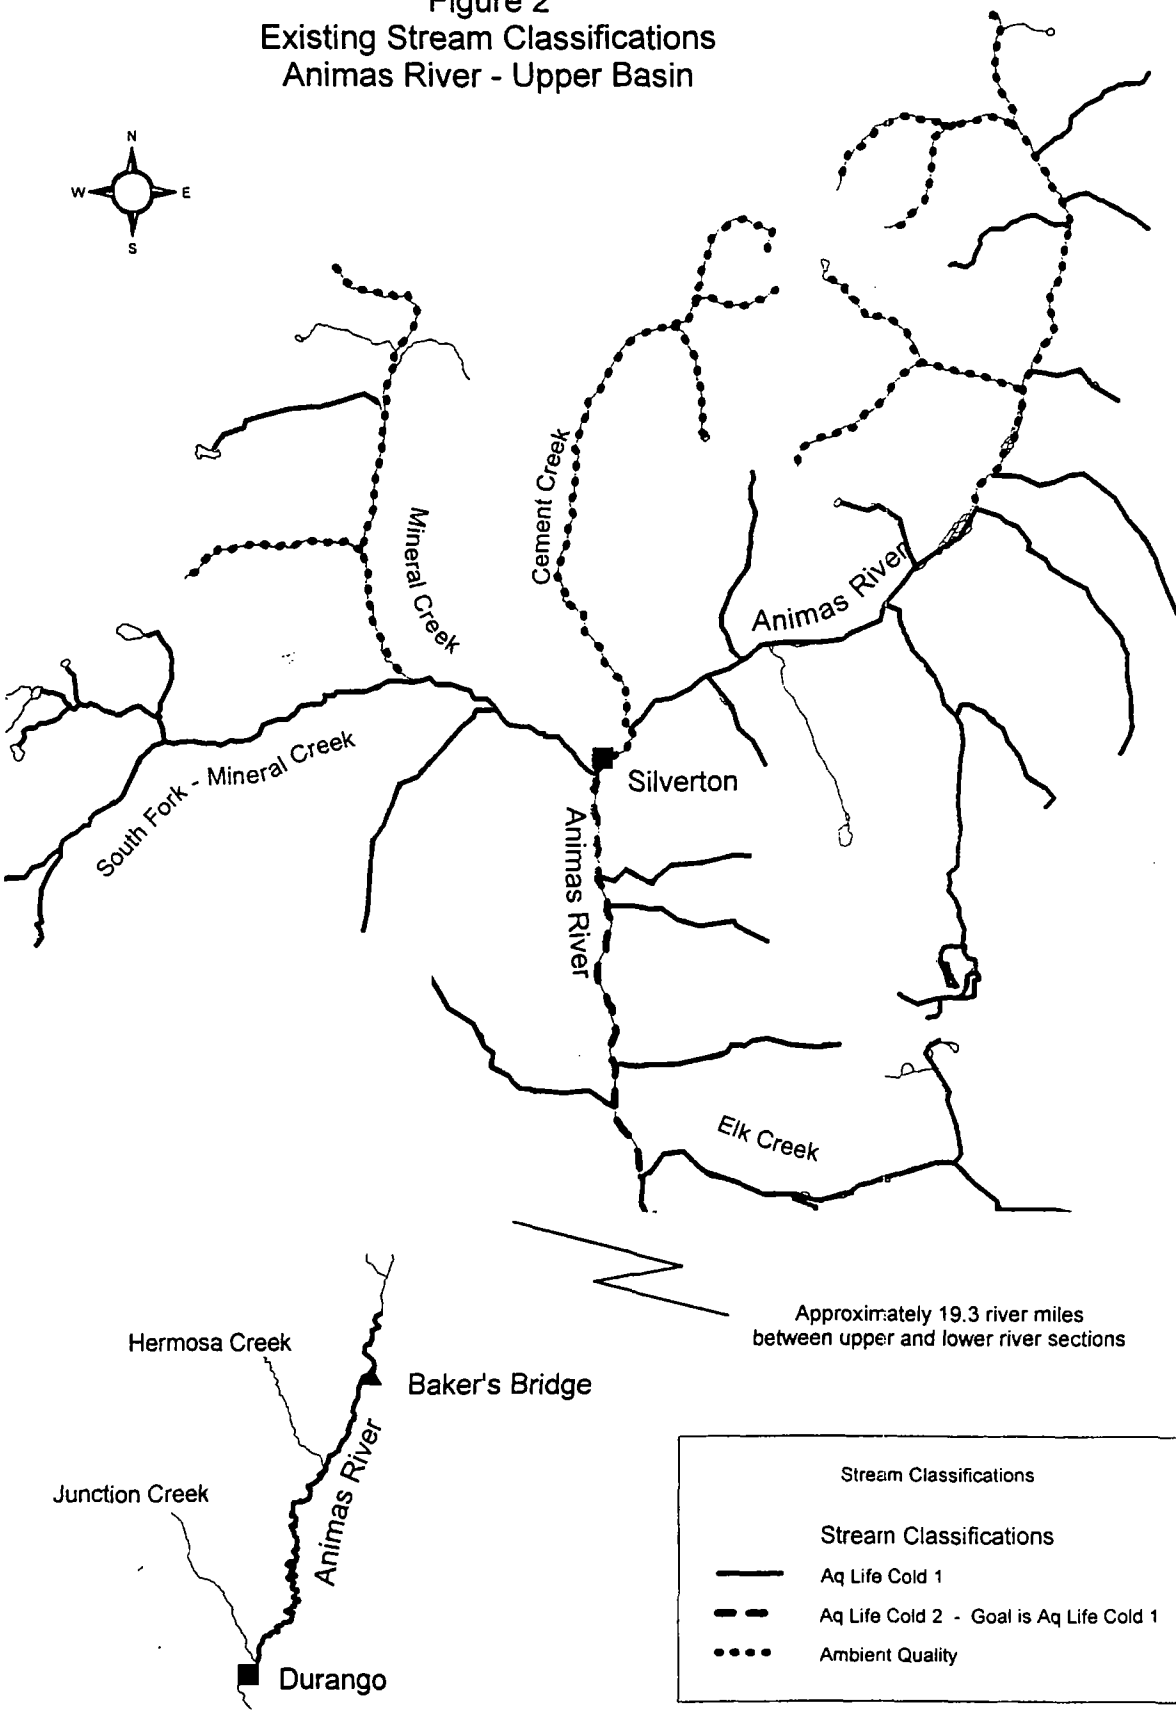 Figure 2
Existing Stream Classifications
Animas River - Upper Basin
N
W
E
S
Cement Creek
Mineral Creek
Animas River
South Fork - Mineral Creek
Silverton
Animas River
Elk Creek
Approximately 19.3 river miles
between upper and lower river sections
Hermosa Creek
Baker's Bridge
Animas River
Junction Creek
Durango
Stream Classifications
Stream Classifications
Aq Life Cold 1
Aq Life Cold 2 - Goal is Aq Life Cold 1
Ambient Quality